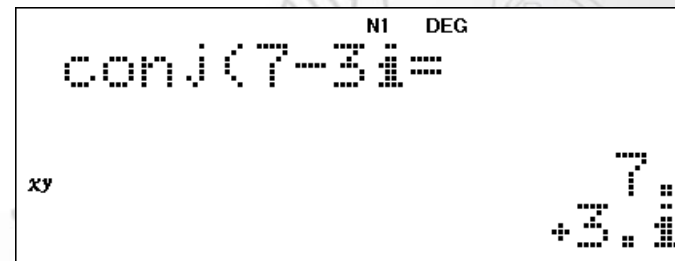 N1 DEG
conj(7-3i=
xy
7.
+3.i